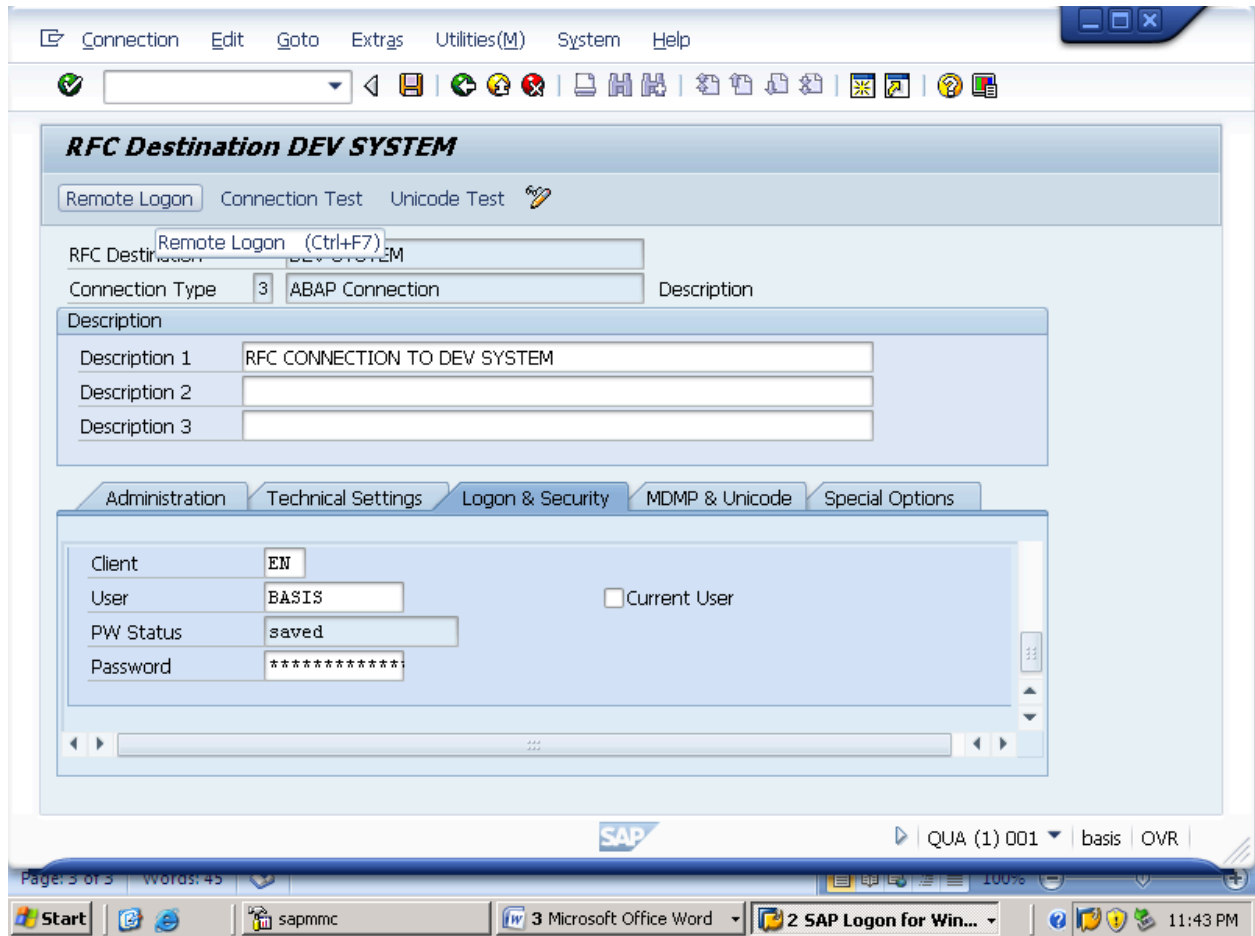 Connection Edit Goto Extras Utilities(M) System Help
RFC Destination DEV SYSTEM
Remote Logon Connection Test Unicode Test
Remote Logon (Ctrl+F7)
RFC Destination DEV SYSTEM
Connection Type 3 ABAP Connection Description
Description
Description 1 RFC CONNECTION TO DEV SYSTEM
Description 2
Description 3
Administration Technical Settings Logon & Security MDMP & Unicode Special Options
Client EN
User BASIS Current User
PW Status saved
Password *************
SAP QUA (1) 001 basis OVR
Page: 3 of 3 Words: 45 100%
Start sapmmc 3 Microsoft Office Word 2 SAP Logon for Win... 11:43 PM